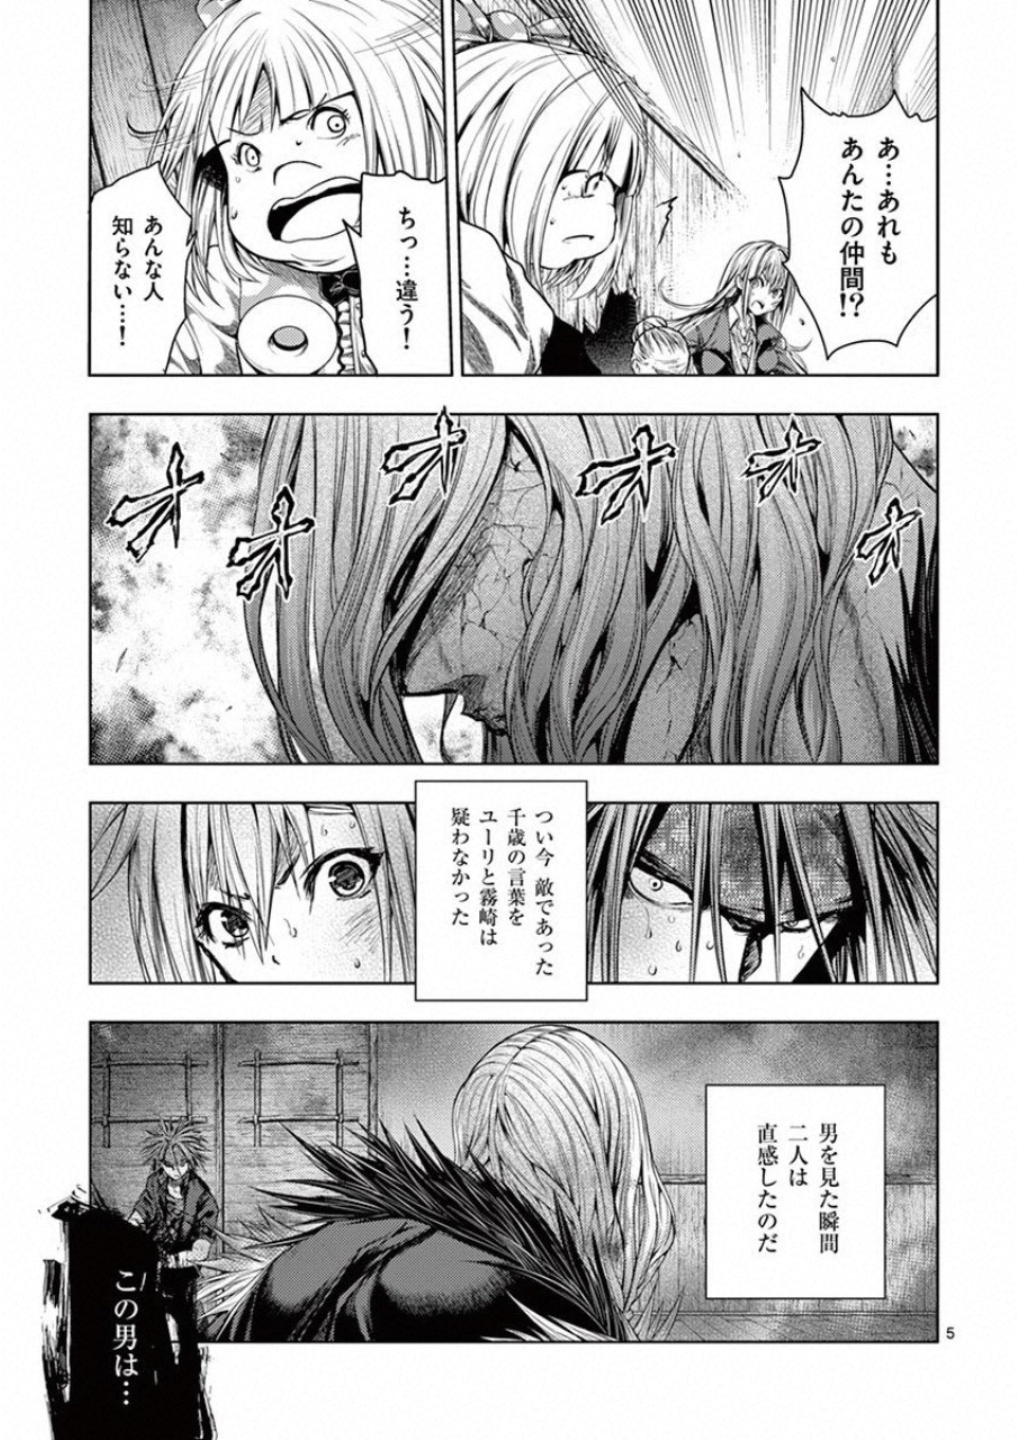 あ…あれも
あんたの仲間!?
ちっ…違う！
あんな人
知らない…！
オオオオオオ
つい今 敵であった
千歳の言葉を
ユーリと霧崎は
疑わなかった
男を見た瞬間
二人は
直感したのだ
この男は…
5